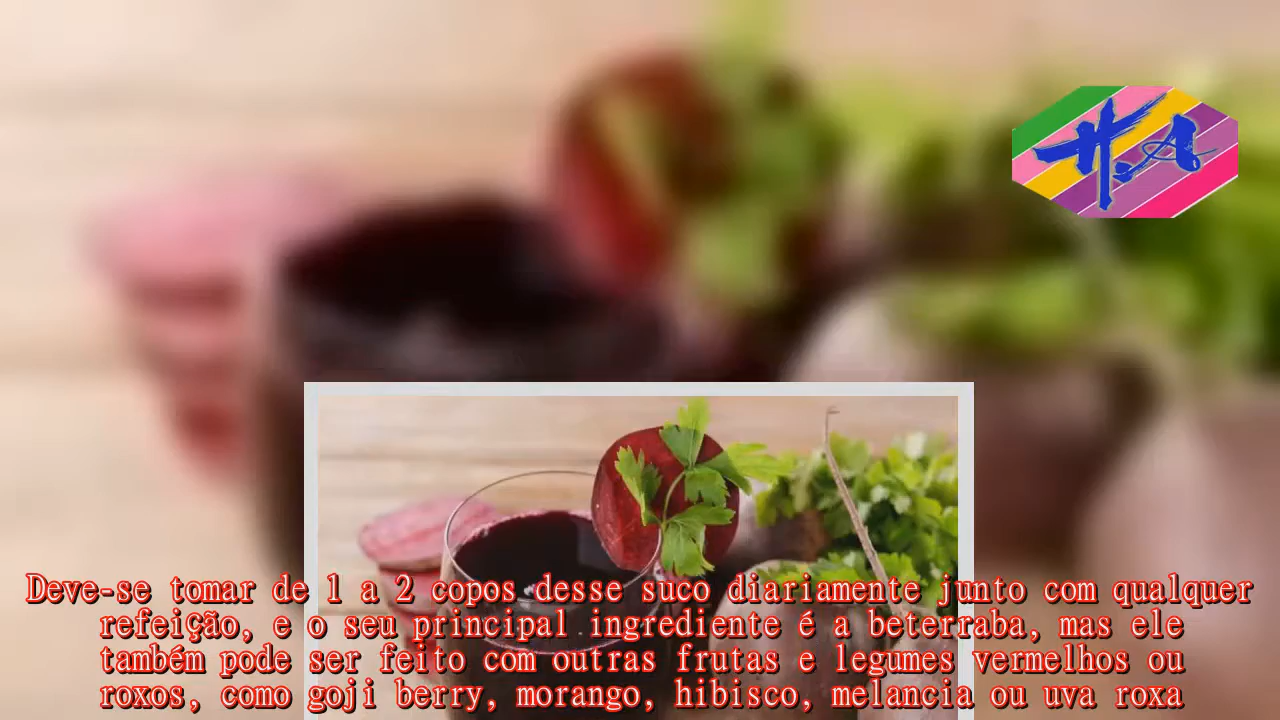 H.A
Deve-se tomar de 1 a 2 copos desse suco diariamente junto com qualquer
refeição, e o seu principal ingrediente é a beterraba, mas ele
também pode ser feito com outras frutas e legumes vermelhos ou
roxos, como goji berry, morango, hibisco, melancia ou uva roxa